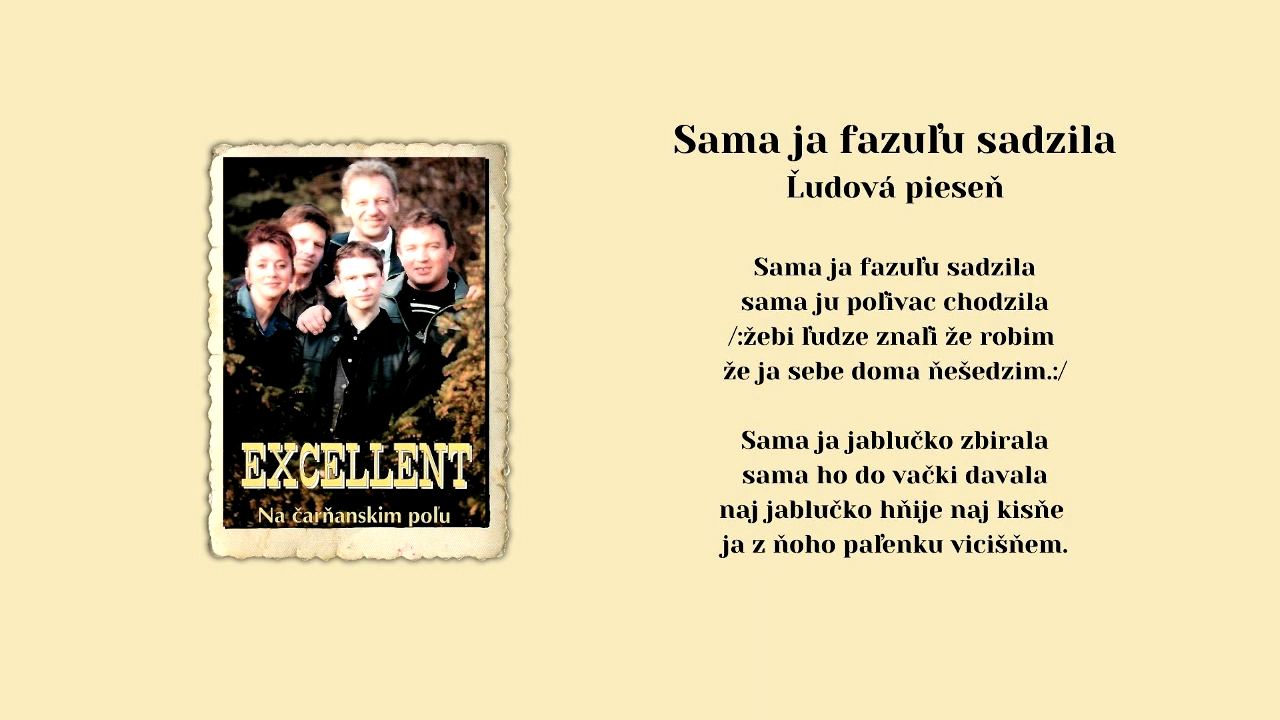 EXCELLENT
Na čarňanskim poľu
Sama ja fazuľu sadzila
Ľudová pieseň
Sama ja fazuľu sadzila
sama ju poľivac chodzila
/:žebi ľudze znaľi že robim
že ja sebe doma ňešedzim.:/
Sama ja jablučko zbirala
sama ho do vački davala
naj jablučko hňije naj kisňe
ja z ňoho paľenku vicišňem.